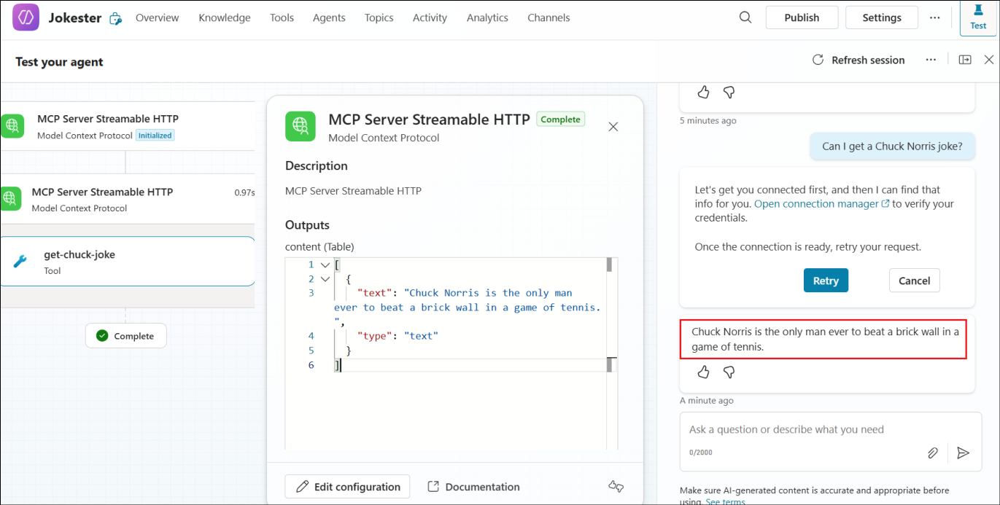 Jokester
Overview
Knowledge
Tools
Agents
Topics
Activity
Analytics
Channels
Publish
Settings
Test
Test your agent
Refresh session
MCP Server Streamable HTTP
Model Context Protocol
Initialized
MCP Server Streamable HTTP
0.97s
Model Context Protocol
get-chuck-joke
Tool
Complete
MCP Server Streamable HTTP
Complete
Model Context Protocol
Description
MCP Server Streamable HTTP
Outputs
content (Table)
1 [
2 {
3 "text": "Chuck Norris is the only man
ever to beat a brick wall in a game of tennis.
",
4 "type": "text"
5 }
6 ]
Edit configuration
Documentation
5 minutes ago
Can I get a Chuck Norris joke?
Let's get you connected first, and then I can find that
info for you. Open connection manager to verify your
credentials.
Once the connection is ready, retry your request.
Retry
Cancel
Chuck Norris is the only man ever to beat a brick wall in a
game of tennis.
A minute ago
Ask a question or describe what you need
0/2000
Make sure AI-generated content is accurate and appropriate before
using. See terms